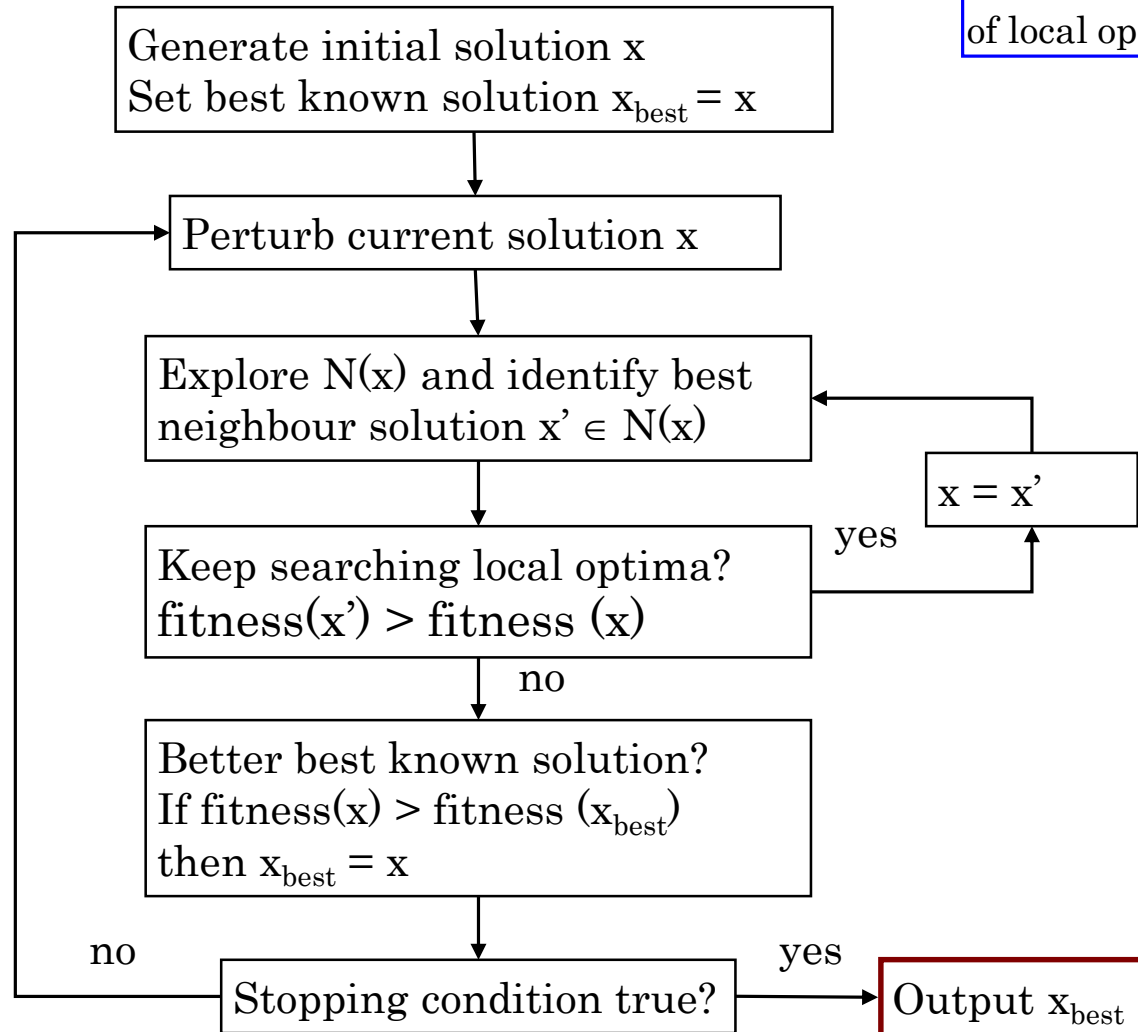 of local op
Generate initial solution x
Set best known solution x_best = x
Perturb current solution x
Explore N(x) and identify best
neighbour solution x’ ∈ N(x)
x = x’
yes
Keep searching local optima?
fitness(x’) > fitness (x)
no
Better best known solution?
If fitness(x) > fitness (x_best)
then x_best = x
no
yes
Stopping condition true?
Output x_best